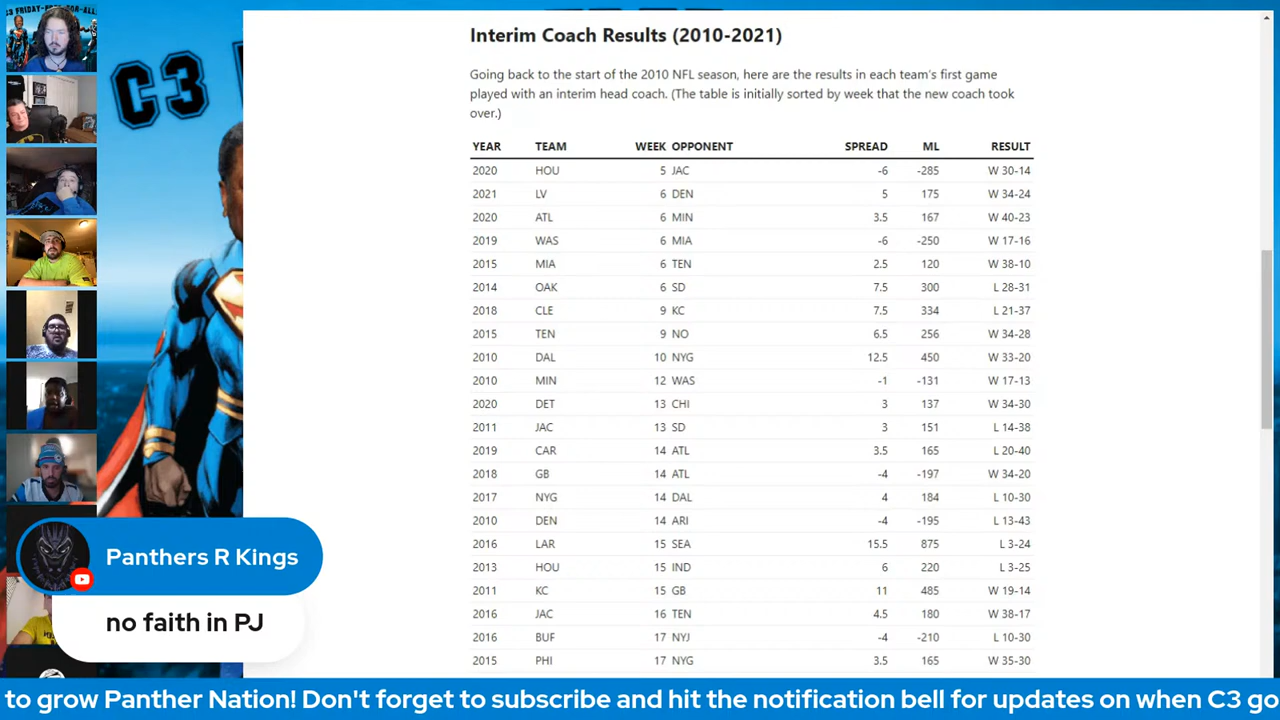 C3 FRIDAY-FREE-FOR-ALL
C3
Interim Coach Results (2010-2021)
Going back to the start of the 2010 NFL season, here are the results in each team's first game
played with an interim head coach. (The table is initially sorted by week that the new coach took
over.)
YEAR TEAM WEEK OPPONENT SPREAD ML RESULT
2020 HOU 5 JAC -6 -285 W 30-14
2021 LV 6 DEN 5 175 W 34-24
2020 ATL 6 MIN 3.5 167 W 40-23
2019 WAS 6 MIA -6 -250 W 17-16
2015 MIA 6 TEN 2.5 120 W 38-10
2014 OAK 6 SD 7.5 300 L 28-31
2018 CLE 9 KC 7.5 334 L 21-37
2015 TEN 9 NO 6.5 256 W 34-28
2010 DAL 10 NYG 12.5 450 W 33-20
2010 MIN 12 WAS -1 -131 W 17-13
2020 DET 13 CHI 3 137 W 34-30
2011 JAC 13 SD 3 151 L 14-38
2019 CAR 14 ATL 3.5 165 L 20-40
2018 GB 14 ATL -4 -197 W 34-20
2017 NYG 14 DAL 4 184 L 10-30
2010 DEN 14 ARI -4 -195 L 13-43
2016 LAR 15 SEA 15.5 875 L 3-24
2013 HOU 15 IND 6 220 L 3-25
2011 KC 15 GB 11 485 W 19-14
2016 JAC 16 TEN 4.5 180 W 38-17
2016 BUF 17 NYJ -4 -210 L 10-30
2015 PHI 17 NYG 3.5 165 W 35-30
Panthers R Kings
no faith in PJ
to grow Panther Nation! Don't forget to subscribe and hit the notification bell for updates on when C3 go